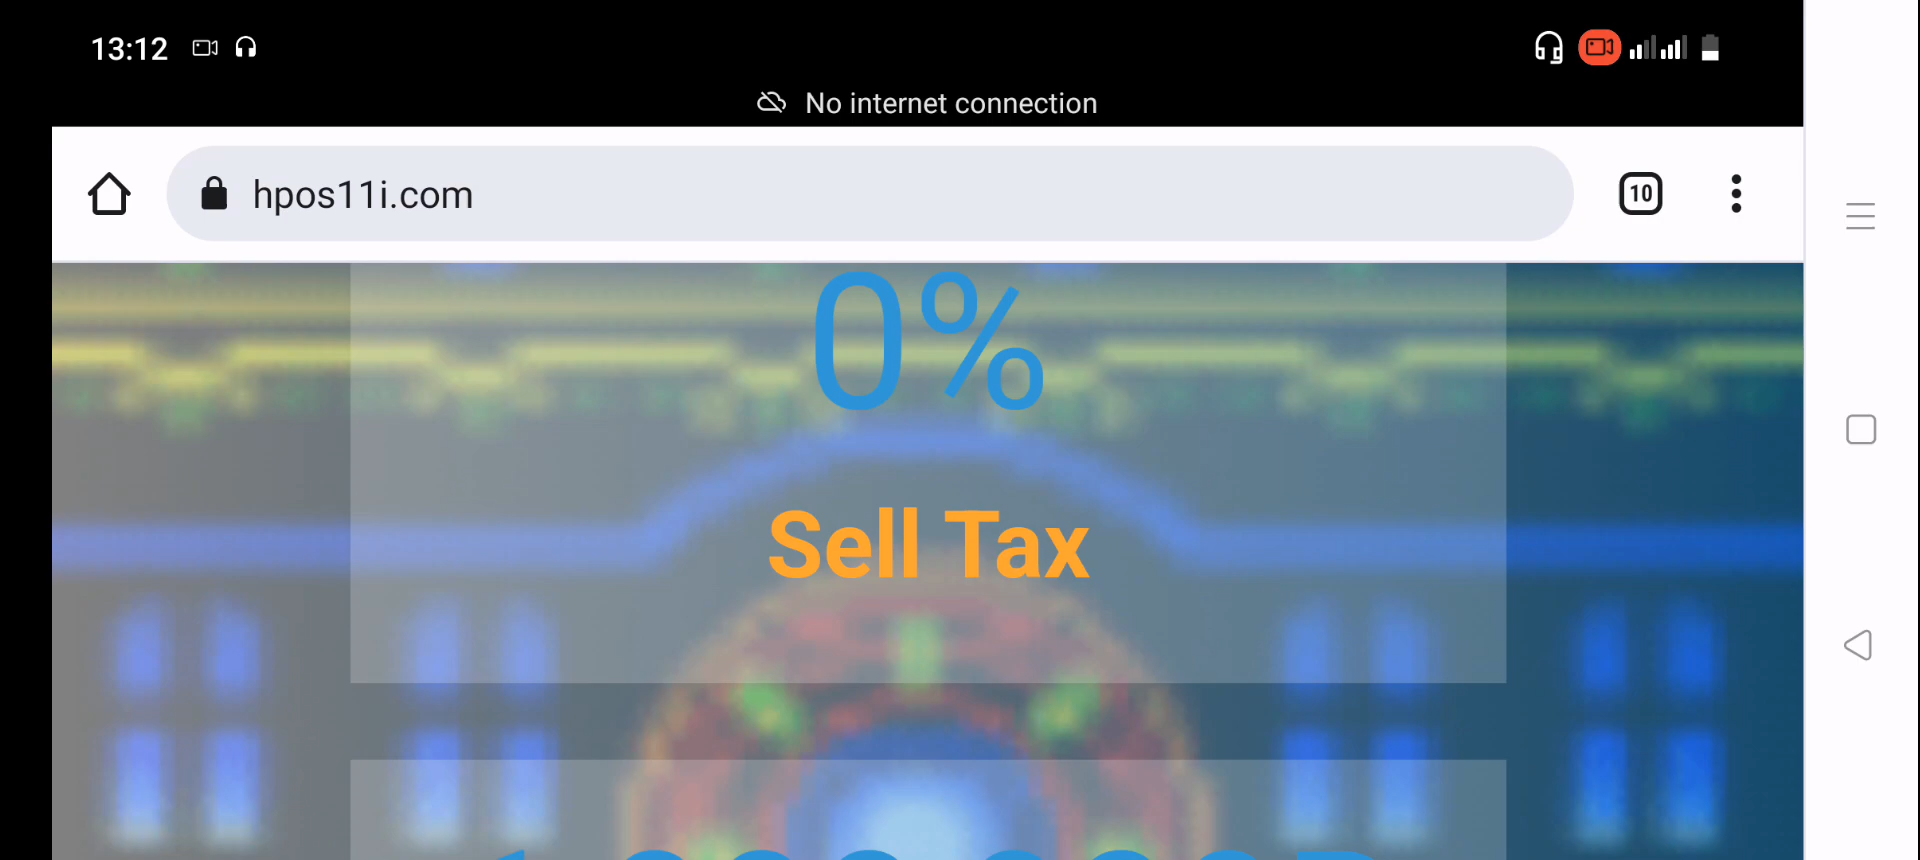 13:12
No internet connection
hpos11i.com
10
0%
Sell Tax